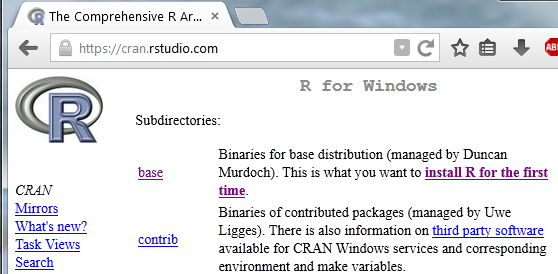 The Comprehensive R Ar...
https://cran.rstudio.com
ABP
R
R for Windows
Subdirectories:
base
Binaries for base distribution (managed by Duncan
Murdoch). This is what you want to install R for the first
time.
CRAN
Mirrors
What's new?
Task Views
Search
contrib
Binaries of contributed packages (managed by Uwe
Ligges). There is also information on third party software
available for CRAN Windows services and corresponding
environment and make variables.